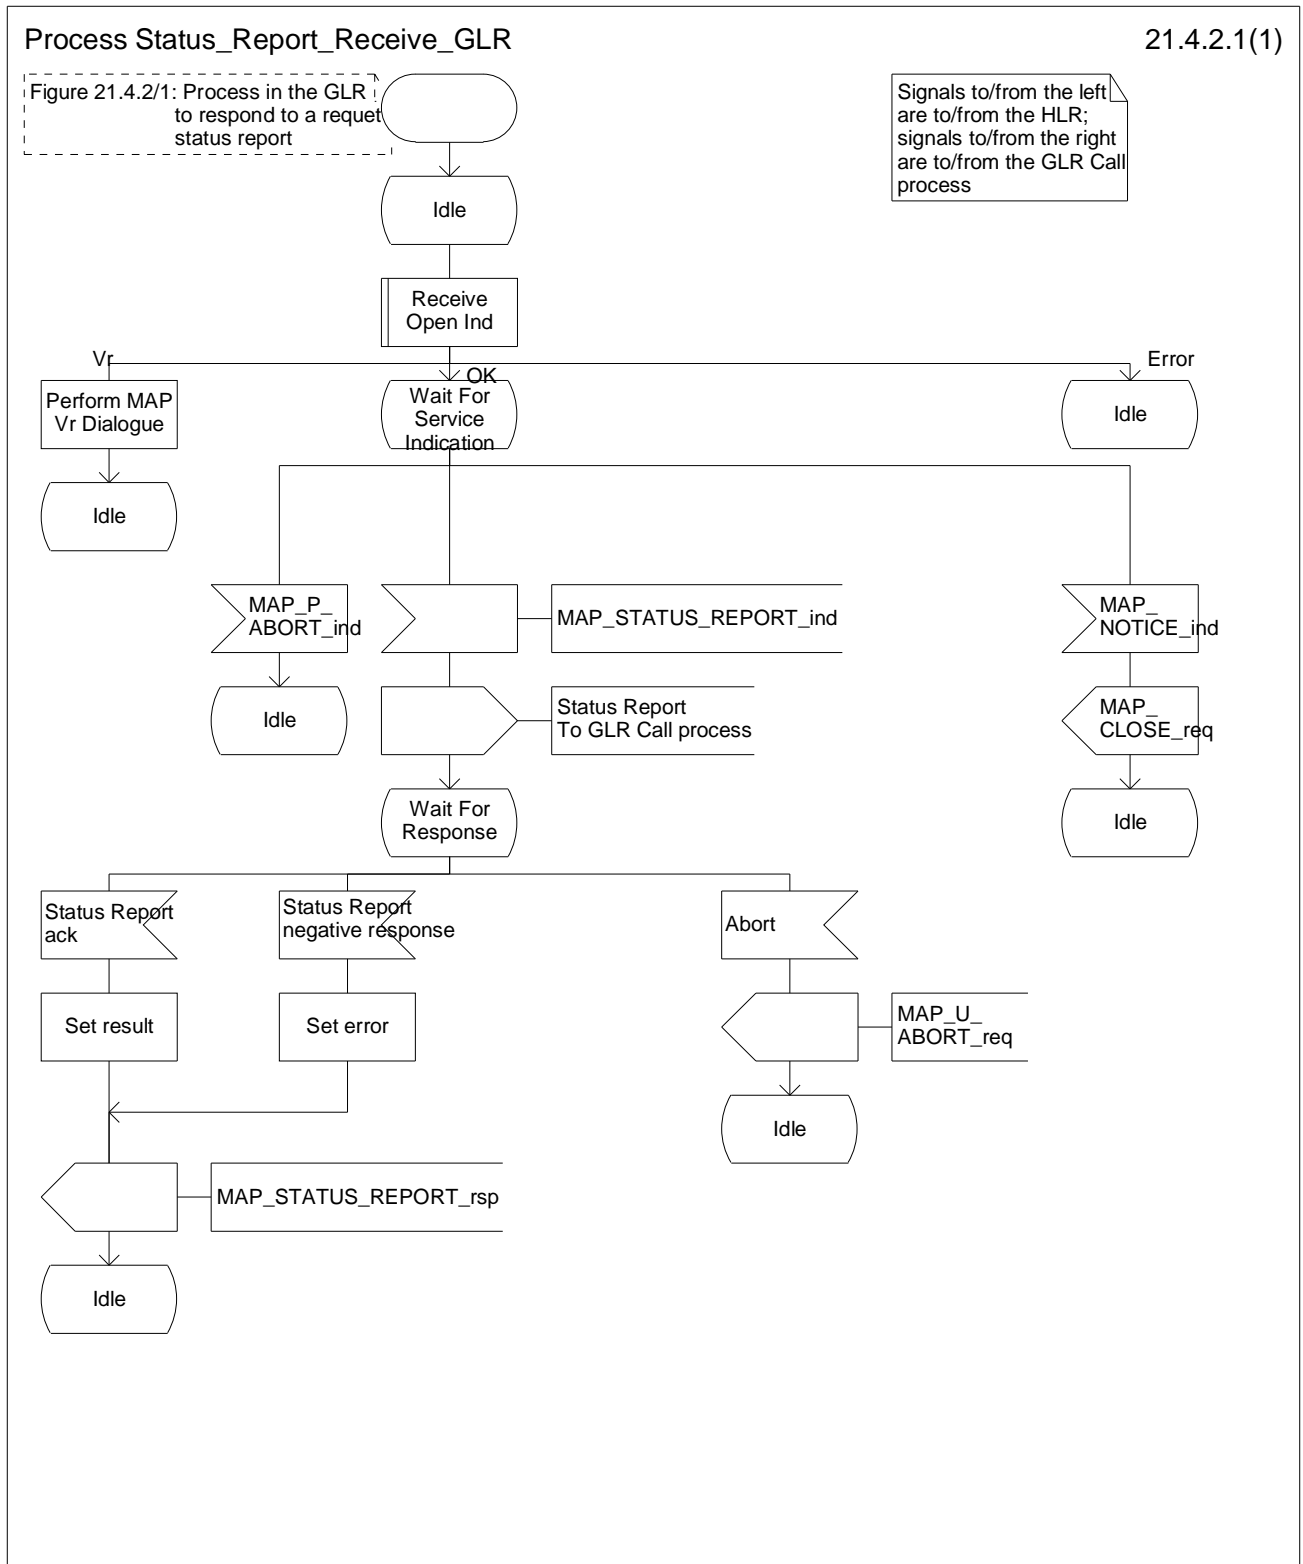 Process Status_Report_Receive_GLR
21.4.2.1(1)
Figure 21.4.2/1: Process in the GLR
to respond to a requet
status report
Signals to/from the left
are to/from the HLR;
signals to/from the right
are to/from the GLR Call
process
Idle
Receive
Open Ind
Vr
OK
Error
Perform MAP
Vr Dialogue
Wait For
Service
Indication
Idle
Idle
MAP_P_
ABORT_ind
MAP_STATUS_REPORT_ind
MAP_
NOTICE_ind
Idle
Status Report
To GLR Call process
MAP_
CLOSE_req
Wait For
Response
Idle
Status Report
ack
Status Report
negative response
Abort
Set result
Set error
MAP_U_
ABORT_req
Idle
MAP_STATUS_REPORT_rsp
Idle